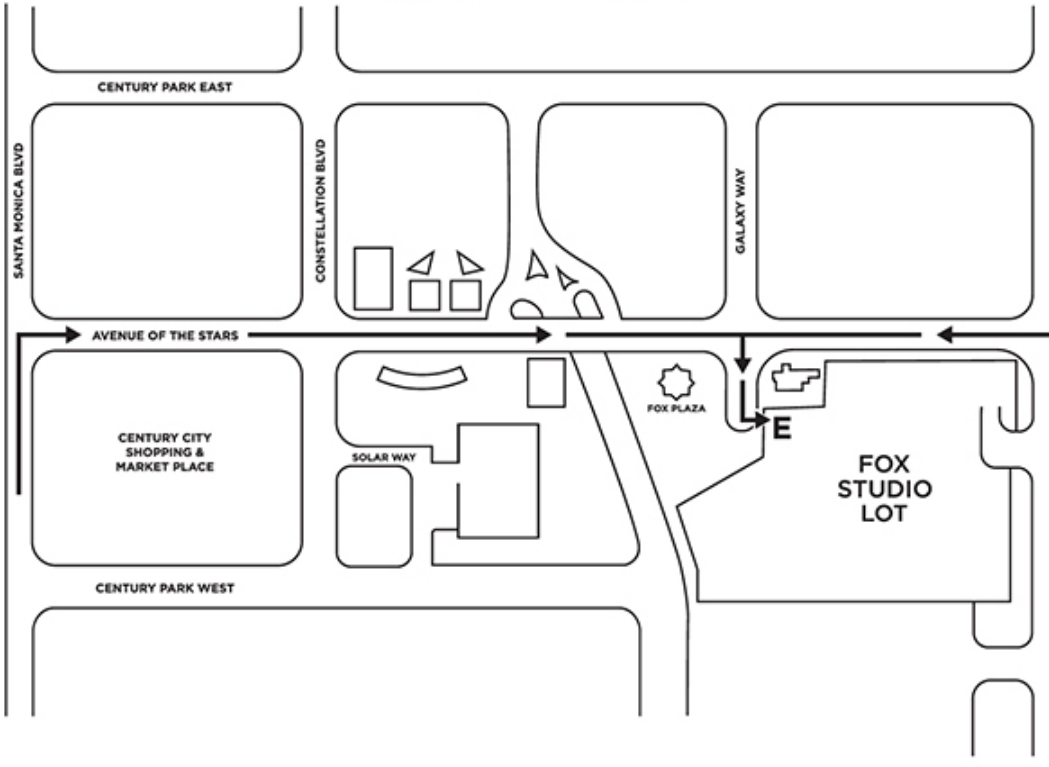 CENTURY PARK EAST
SANTA MONICA BLVD
CONSTELLATION BLVD
GALAXY WAY
AVENUE OF THE STARS
FOX PLAZA
E
CENTURY CITY
SHOPPING &
MARKET PLACE
SOLAR WAY
FOX
STUDIO
LOT
CENTURY PARK WEST